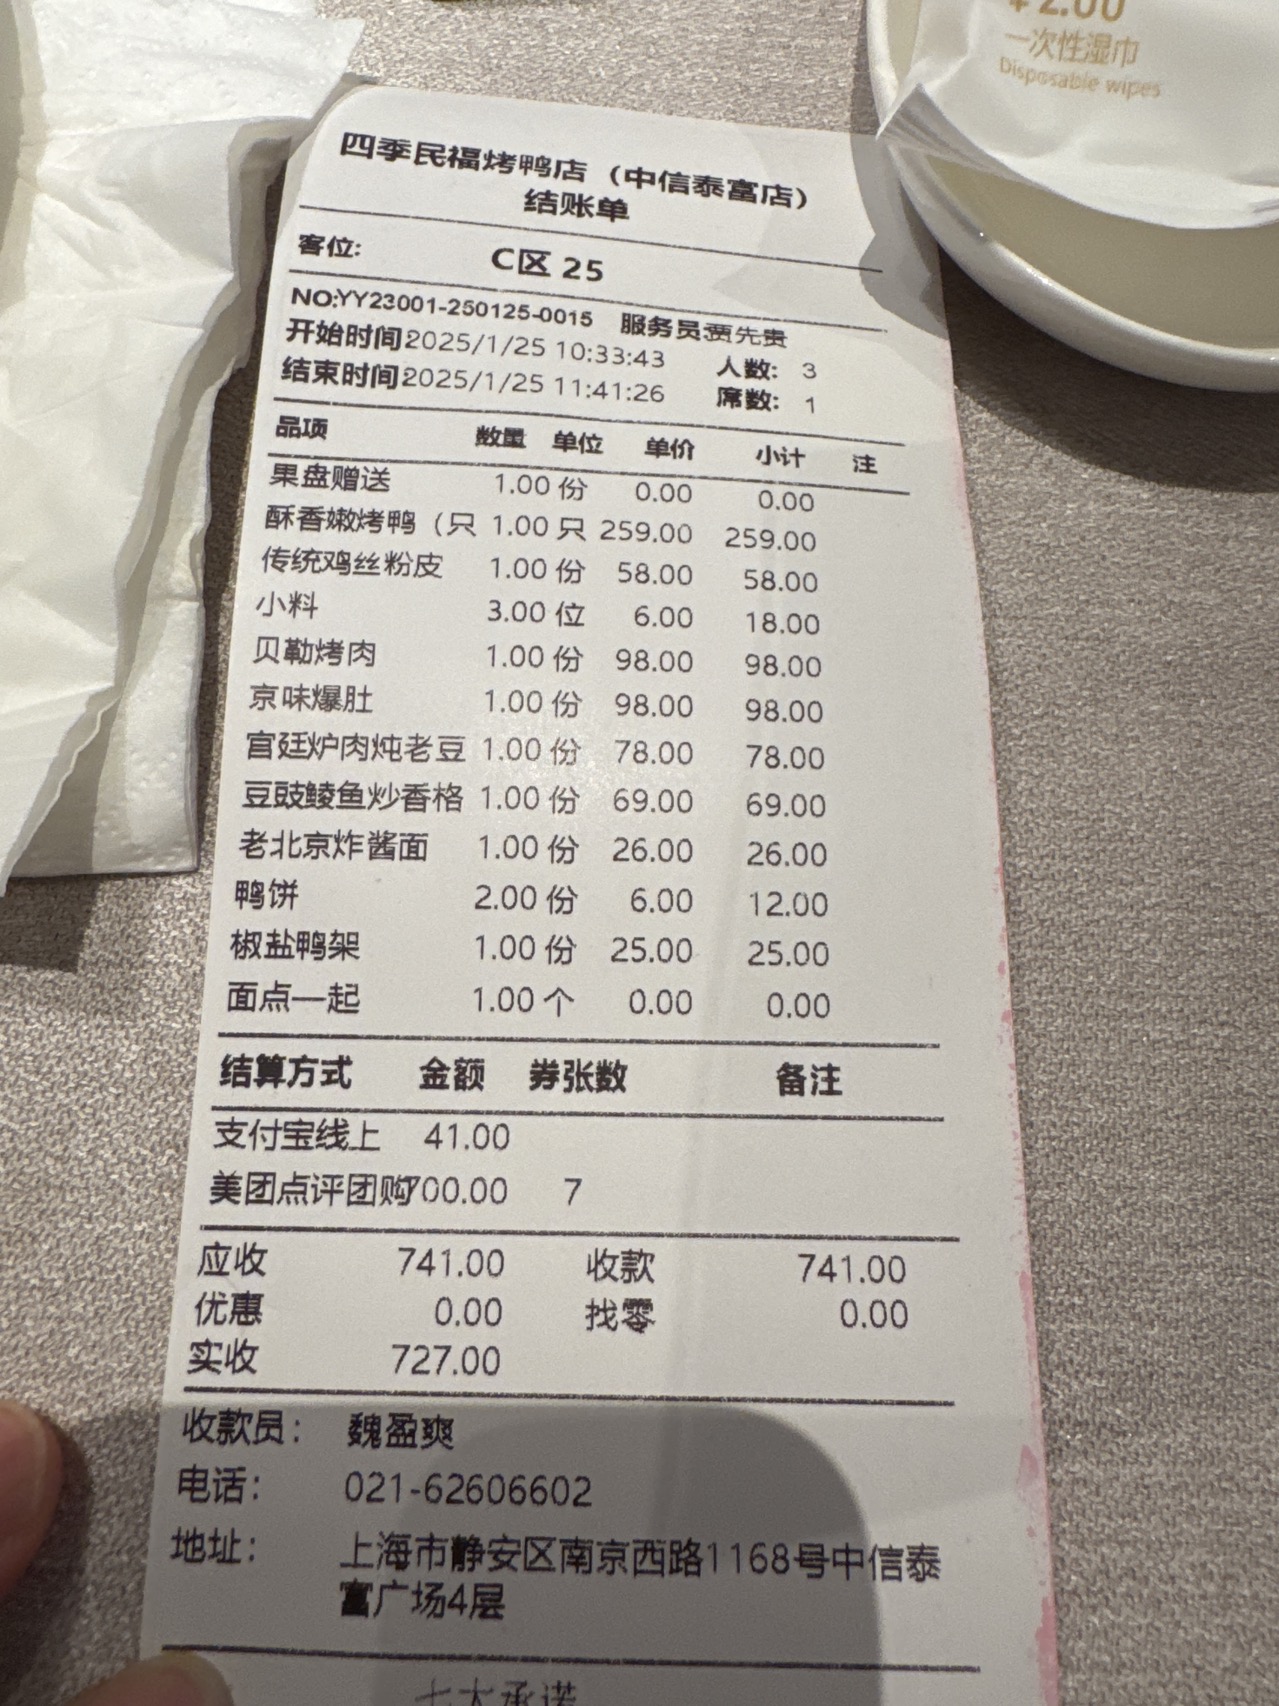 ¥2.00
一次性湿巾
Disposable wipes
四季民福烤鸭店（中信泰富店）
结账单
客位: C区 25
NO:YY23001-250125-0015 服务员:贾先贵
开始时间2025/1/25 10:33:43 人数: 3
结束时间2025/1/25 11:41:26 席数: 1
品项 数量 单位 单价 小计 注
果盘赠送 1.00 份 0.00 0.00
酥香嫩烤鸭（只 1.00 只 259.00 259.00
传统鸡丝粉皮 1.00 份 58.00 58.00
小料 3.00 位 6.00 18.00
贝勒烤肉 1.00 份 98.00 98.00
京味爆肚 1.00 份 98.00 98.00
宫廷炉肉炖老豆 1.00 份 78.00 78.00
豆豉鲮鱼炒香格 1.00 份 69.00 69.00
老北京炸酱面 1.00 份 26.00 26.00
鸭饼 2.00 份 6.00 12.00
椒盐鸭架 1.00 份 25.00 25.00
面点一起 1.00 个 0.00 0.00
结算方式 金额 券张数 备注
支付宝线上 41.00
美团点评团购700.00 7
应收 741.00 收款 741.00
优惠 0.00 找零 0.00
实收 727.00
收款员: 魏盈爽
电话: 021-62606602
地址: 上海市静安区南京西路1168号中信泰
富广场4层
七大承诺